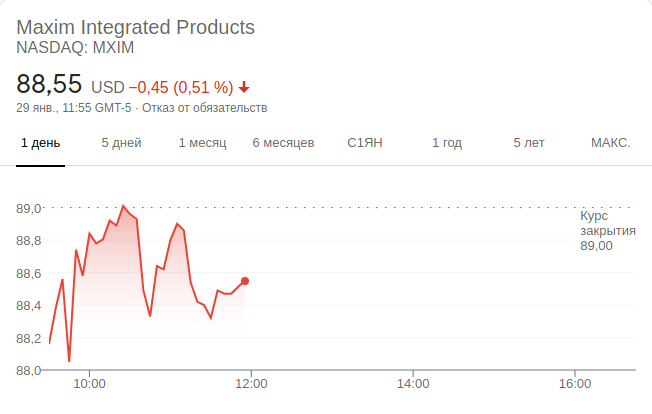 Maxim Integrated Products
NASDAQ: MXIM
88,55 USD −0,45 (0,51 %)
29 янв., 11:55 GMT-5 · Отказ от обязательств
1 день 5 дней 1 месяц 6 месяцев С1ЯН 1 год 5 лет МАКС.
89,0
Курс
закрытия
89,00
88,8
88,6
88,4
88,2
88,0
10:00 12:00 14:00 16:00